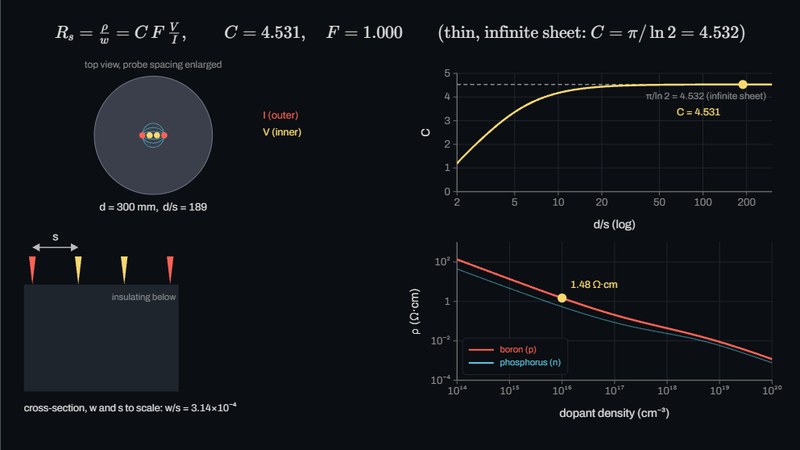 R_s = ρ/w = C F V/I, C = 4.531, F = 1.000 (thin, infinite sheet: C = π/ ln 2 = 4.532)
top view, probe spacing enlarged
I (outer)
V (inner)
d = 300 mm, d/s = 189
s
insulating below
cross-section, w and s to scale: w/s = 3.14×10⁻⁴
C
5
4
3
2
1
0
π/ln 2 = 4.532 (infinite sheet)
C = 4.531
2 5 10 20 50 100 200
d/s (log)
ρ (Ω·cm)
10²
1
10⁻²
10⁻⁴
1.48 Ω·cm
boron (p)
phosphorus (n)
10¹⁴ 10¹⁵ 10¹⁶ 10¹⁷ 10¹⁸ 10¹⁹ 10²⁰
dopant density (cm⁻³)